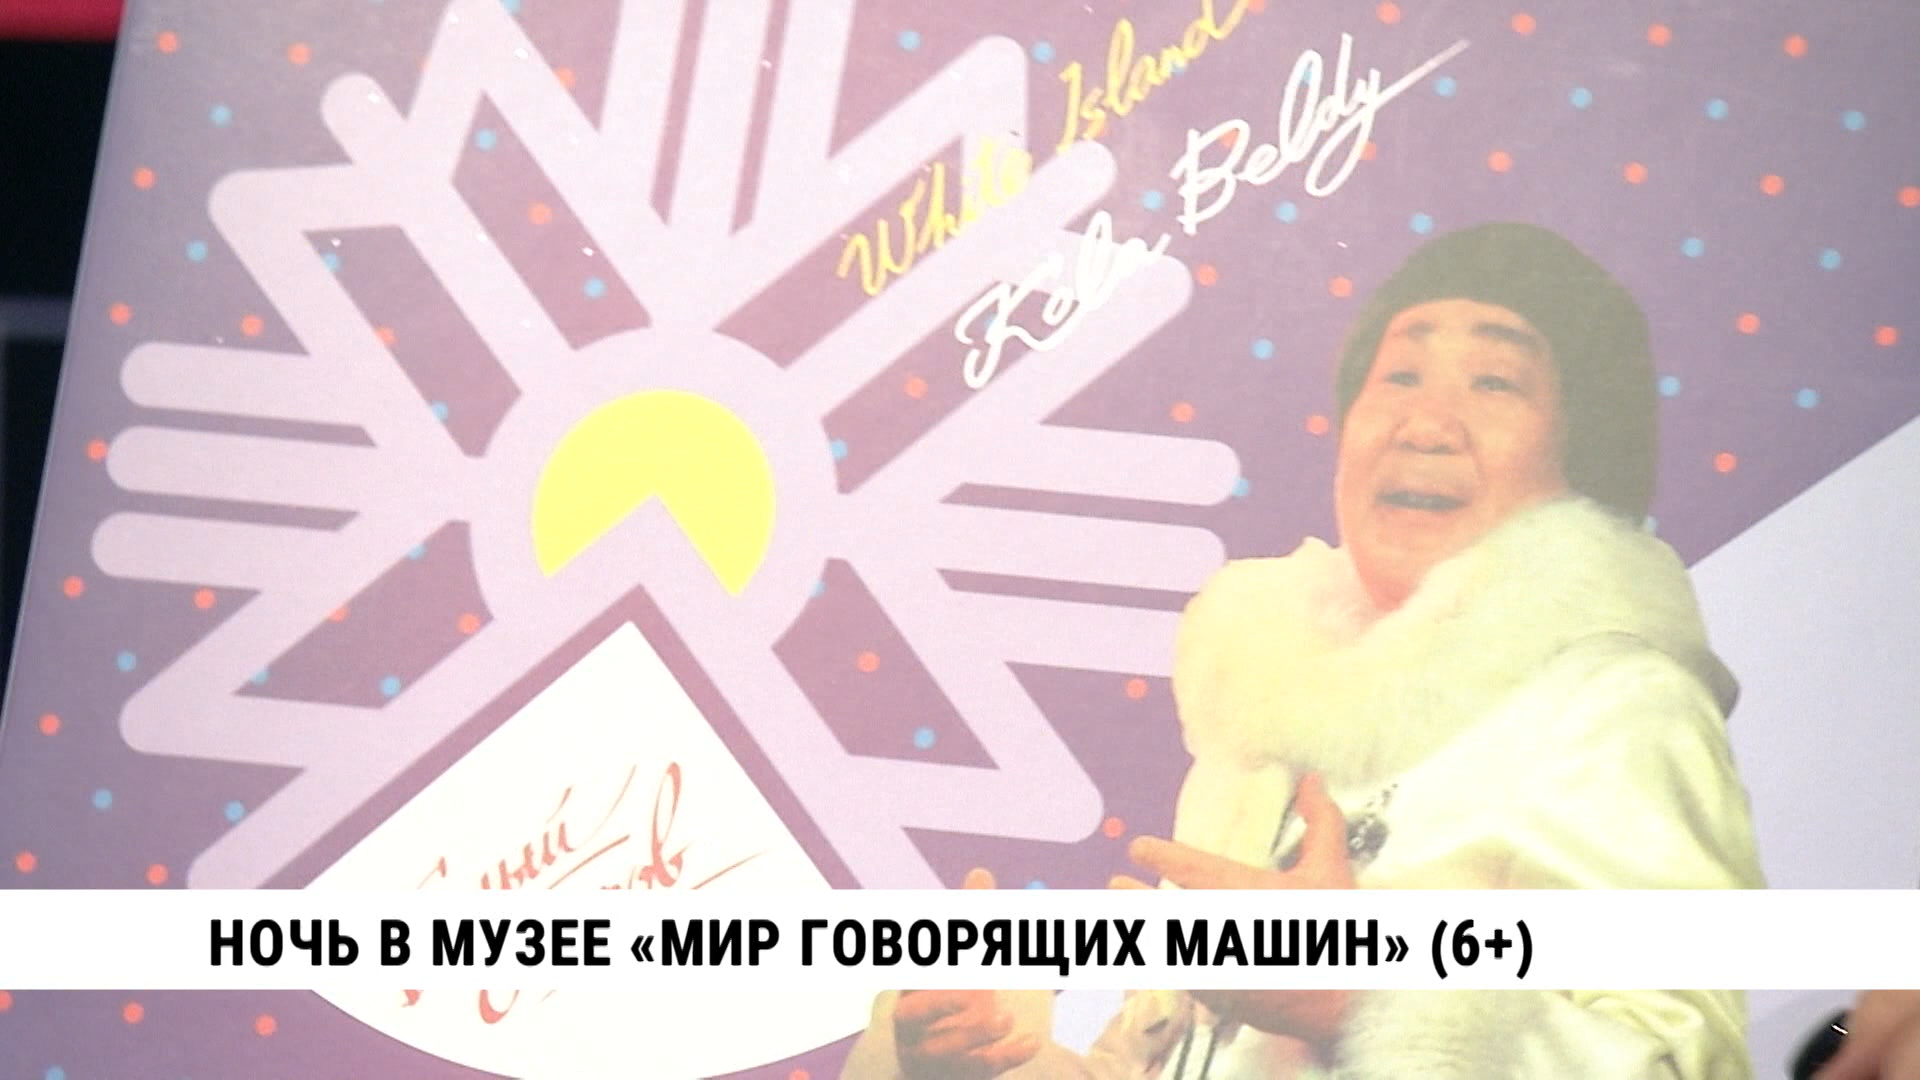 White Island
Kola Beldy
НОЧЬ В МУЗЕЕ «МИР ГОВОРЯЩИХ МАШИН» (6+)